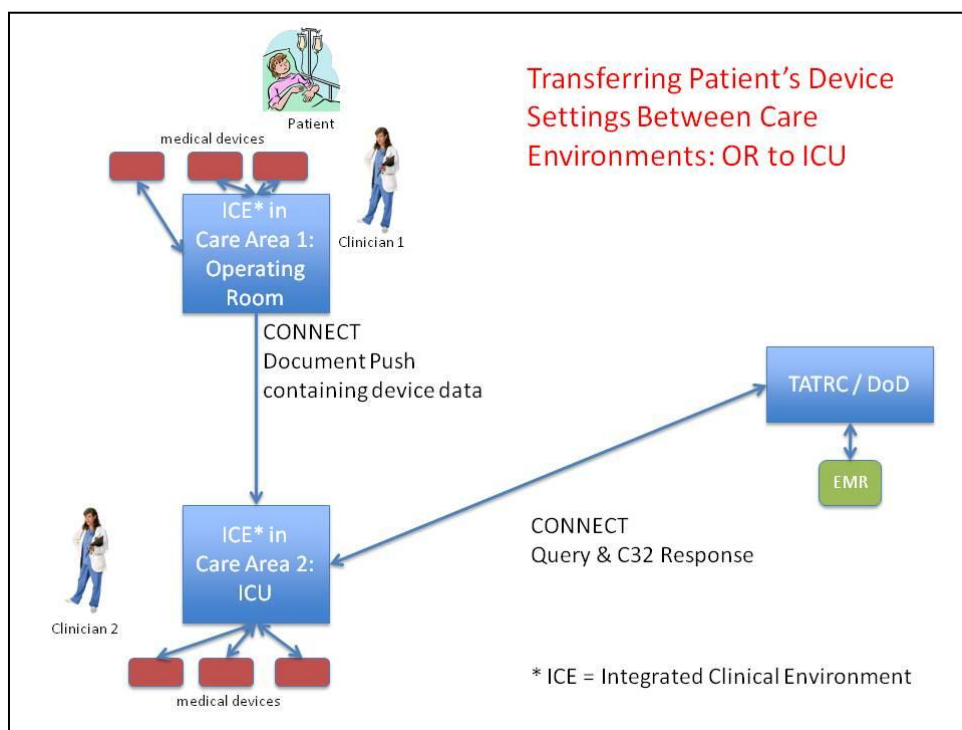 Transferring Patient's Device
Settings Between Care
Environments: OR to ICU
Patient
medical devices
ICE* in
Care Area 1:
Operating
Room
Clinician 1
CONNECT
Document Push
containing device data
TATRC / DoD
EMR
ICE* in
Care Area 2:
ICU
CONNECT
Query & C32 Response
Clinician 2
medical devices
* ICE = Integrated Clinical Environment